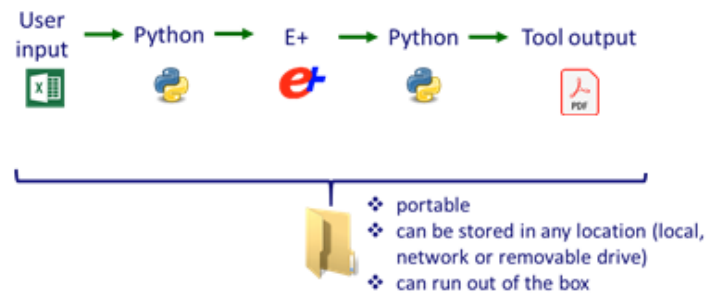 User
input
Python
E+
Python
Tool output
X
e+
PDF
❖ portable
❖ can be stored in any location (local,
network or removable drive)
❖ can run out of the box